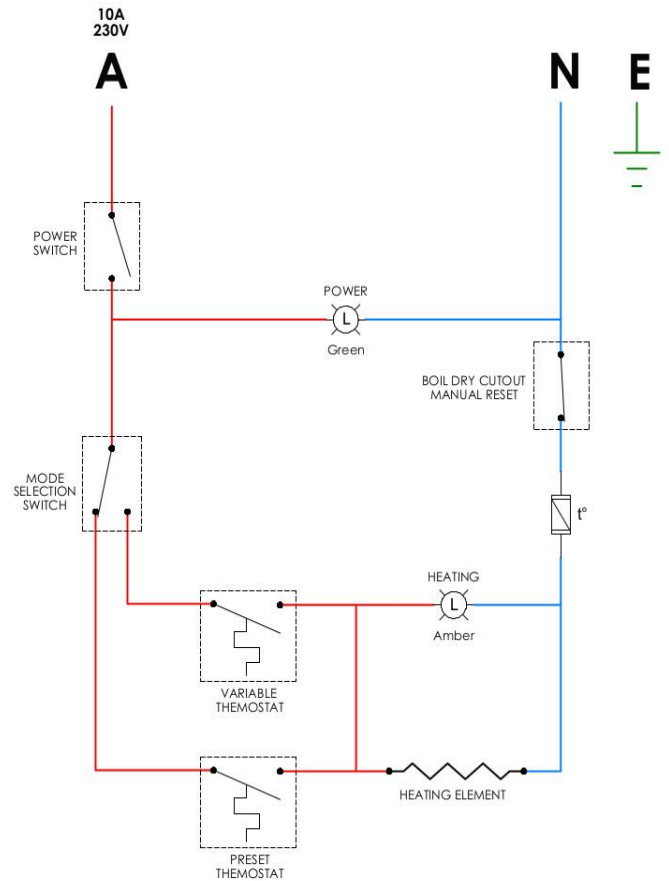 10A
230V
A
N
E
POWER
SWITCH
POWER
L
Green
BOIL DRY CUTOUT
MANUAL RESET
MODE
SELECTION
SWITCH
t°
HEATING
L
Amber
VARIABLE
THEMOSTAT
HEATING ELEMENT
PRESET
THEMOSTAT